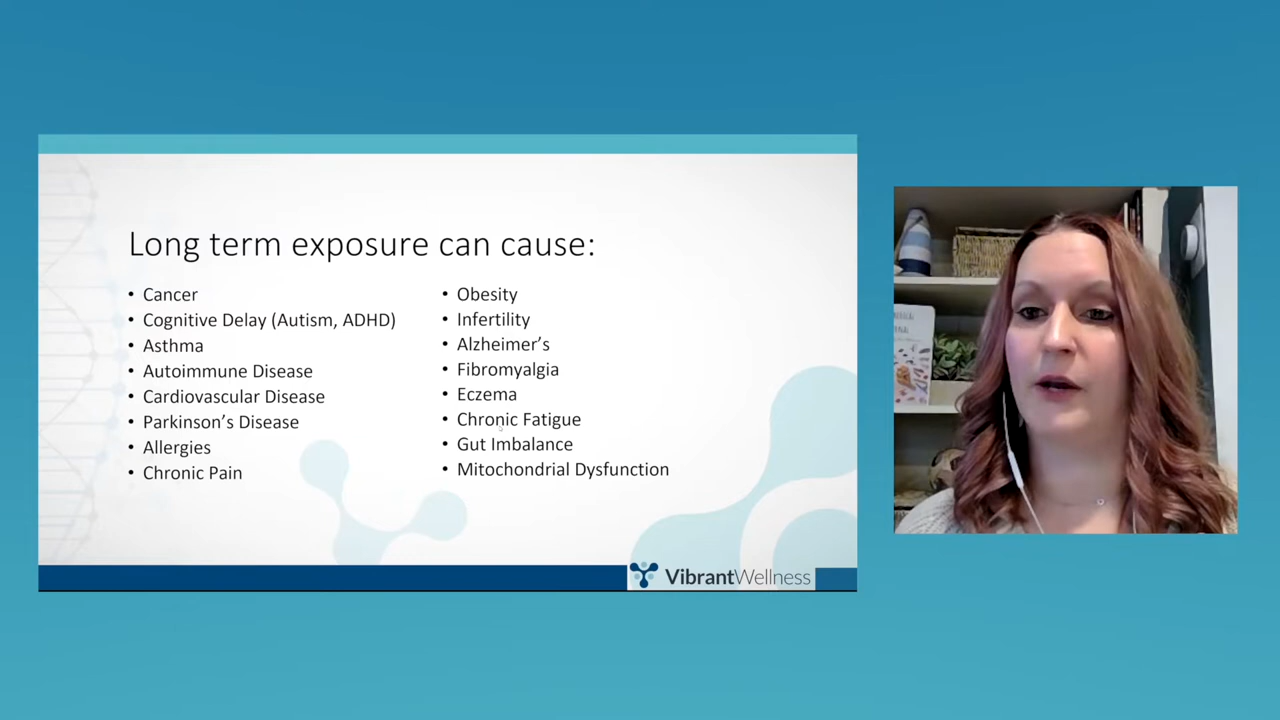 Long term exposure can cause:
• Cancer
• Cognitive Delay (Autism, ADHD)
• Asthma
• Autoimmune Disease
• Cardiovascular Disease
• Parkinson's Disease
• Allergies
• Chronic Pain
• Obesity
• Infertility
• Alzheimer's
• Fibromyalgia
• Eczema
• Chronic Fatigue
• Gut Imbalance
• Mitochondrial Dysfunction
VibrantWellness